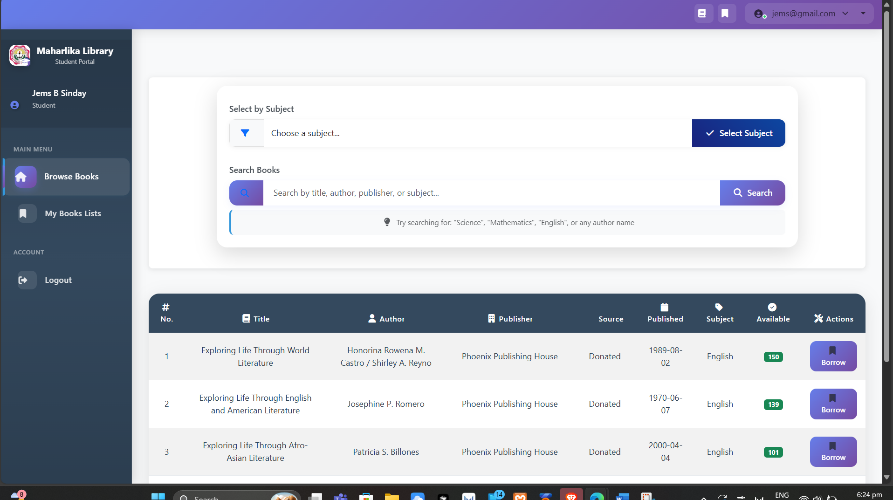 jems@gmail.com
Maharlika Library
Student Portal
Jems B Sinday
Student
MAIN MENU
Browse Books
My Books Lists
ACCOUNT
Logout
Select by Subject
Choose a subject...
Select Subject
Search Books
Search by title, author, publisher, or subject...
Search
Try searching for: "Science", "Mathematics", "English", or any author name
# No. Title Author Publisher Source Published Subject Available Actions
1 Exploring Life Through World Literature Honorina Rowena M. Castro / Shirley A. Reyno Phoenix Publishing House Donated 1989-08-02 English 150 Borrow
2 Exploring Life Through English and American Literature Josephine P. Romero Phoenix Publishing House Donated 1970-06-07 English 139 Borrow
3 Exploring Life Through Afro-Asian Literature Patricia S. Billones Phoenix Publishing House Donated 2000-04-04 English 101 Borrow
Search
14
ENG
6:24 pm